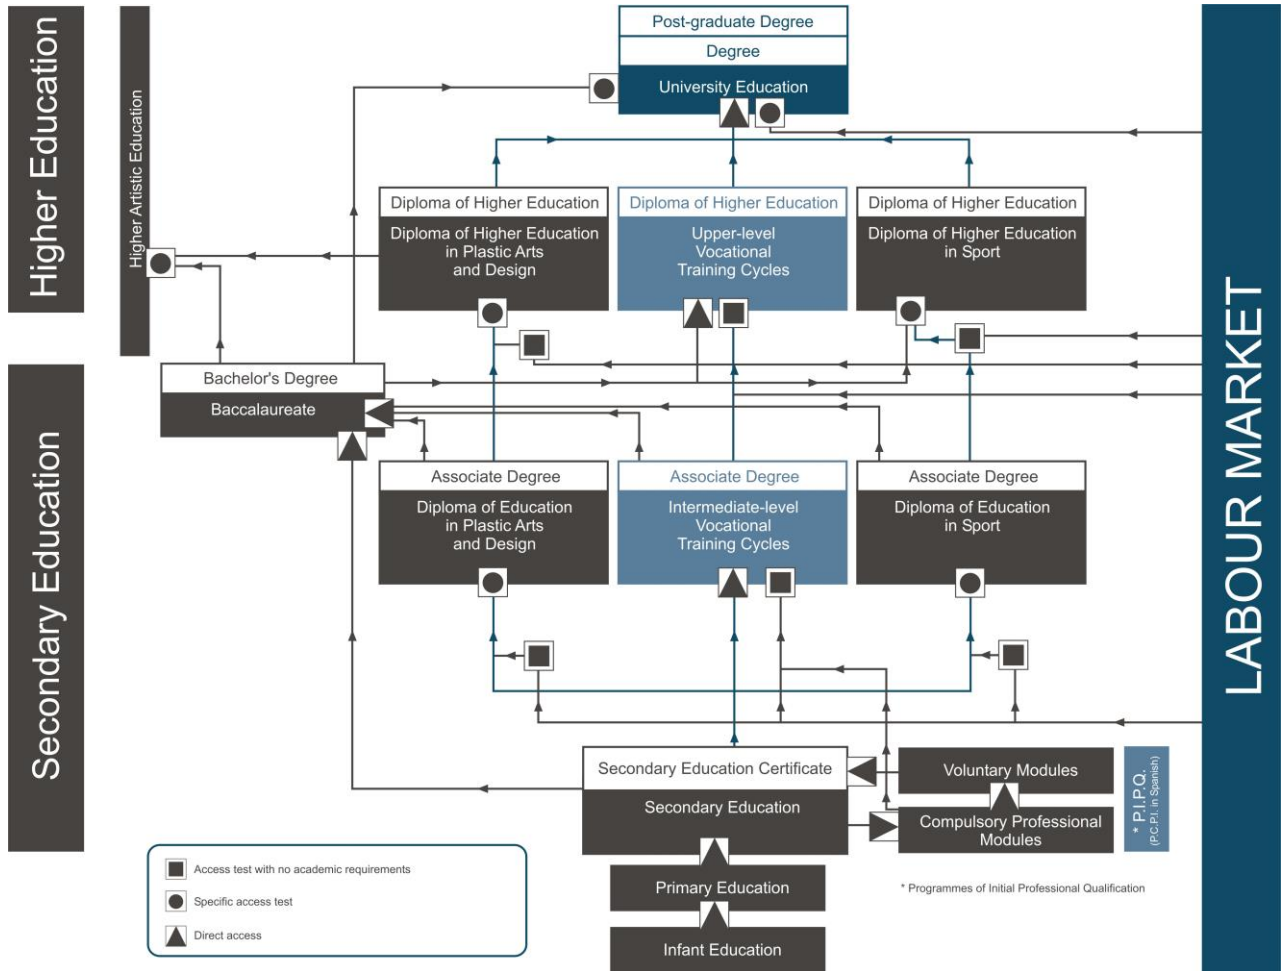 Higher Education
Secondary Education
Higher Artistic Education
Post-graduate Degree
Degree
University Education
Diploma of Higher Education
Diploma of Higher Education
in Plastic Arts
and Design
Diploma of Higher Education
Upper-level
Vocational
Training Cycles
Diploma of Higher Education
Diploma of Higher Education
in Sport
Bachelor's Degree
Baccalaureate
Associate Degree
Diploma of Education
in Plastic Arts
and Design
Associate Degree
Intermediate-level
Vocational
Training Cycles
Associate Degree
Diploma of Education
in Sport
Secondary Education Certificate
Secondary Education
Voluntary Modules
Compulsory Professional
Modules
* P.I.P.Q.
(P.C.P.I. in Spanish)
Primary Education
Infant Education
* Programmes of Initial Professional Qualification
Access test with no academic requirements
Specific access test
Direct access
LABOUR MARKET